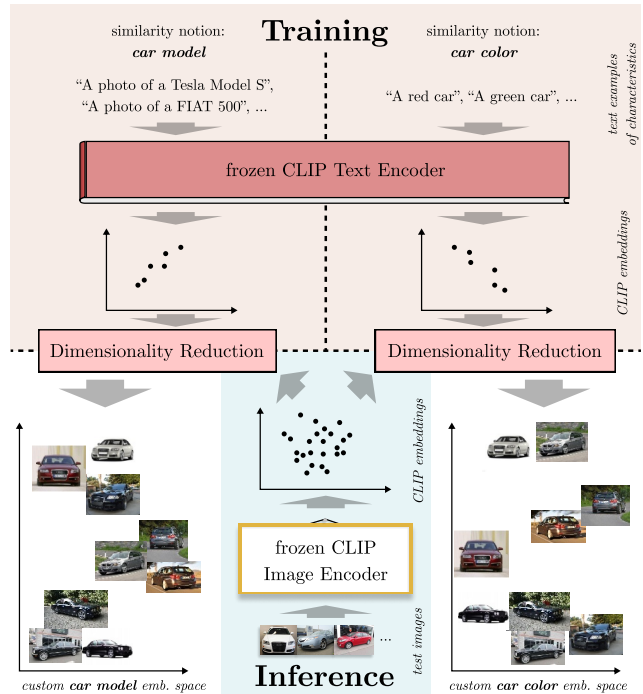 Training
similarity notion:
car model
similarity notion:
car color
“A photo of a Tesla Model S”,
“A photo of a FIAT 500”, ...
“A red car”, “A green car”, ...
text examples
of characteristics
frozen CLIP Text Encoder
CLIP embeddings
Dimensionality Reduction
Dimensionality Reduction
CLIP embeddings
frozen CLIP
Image Encoder
test images
...
Inference
custom car model emb. space
custom car color emb. space